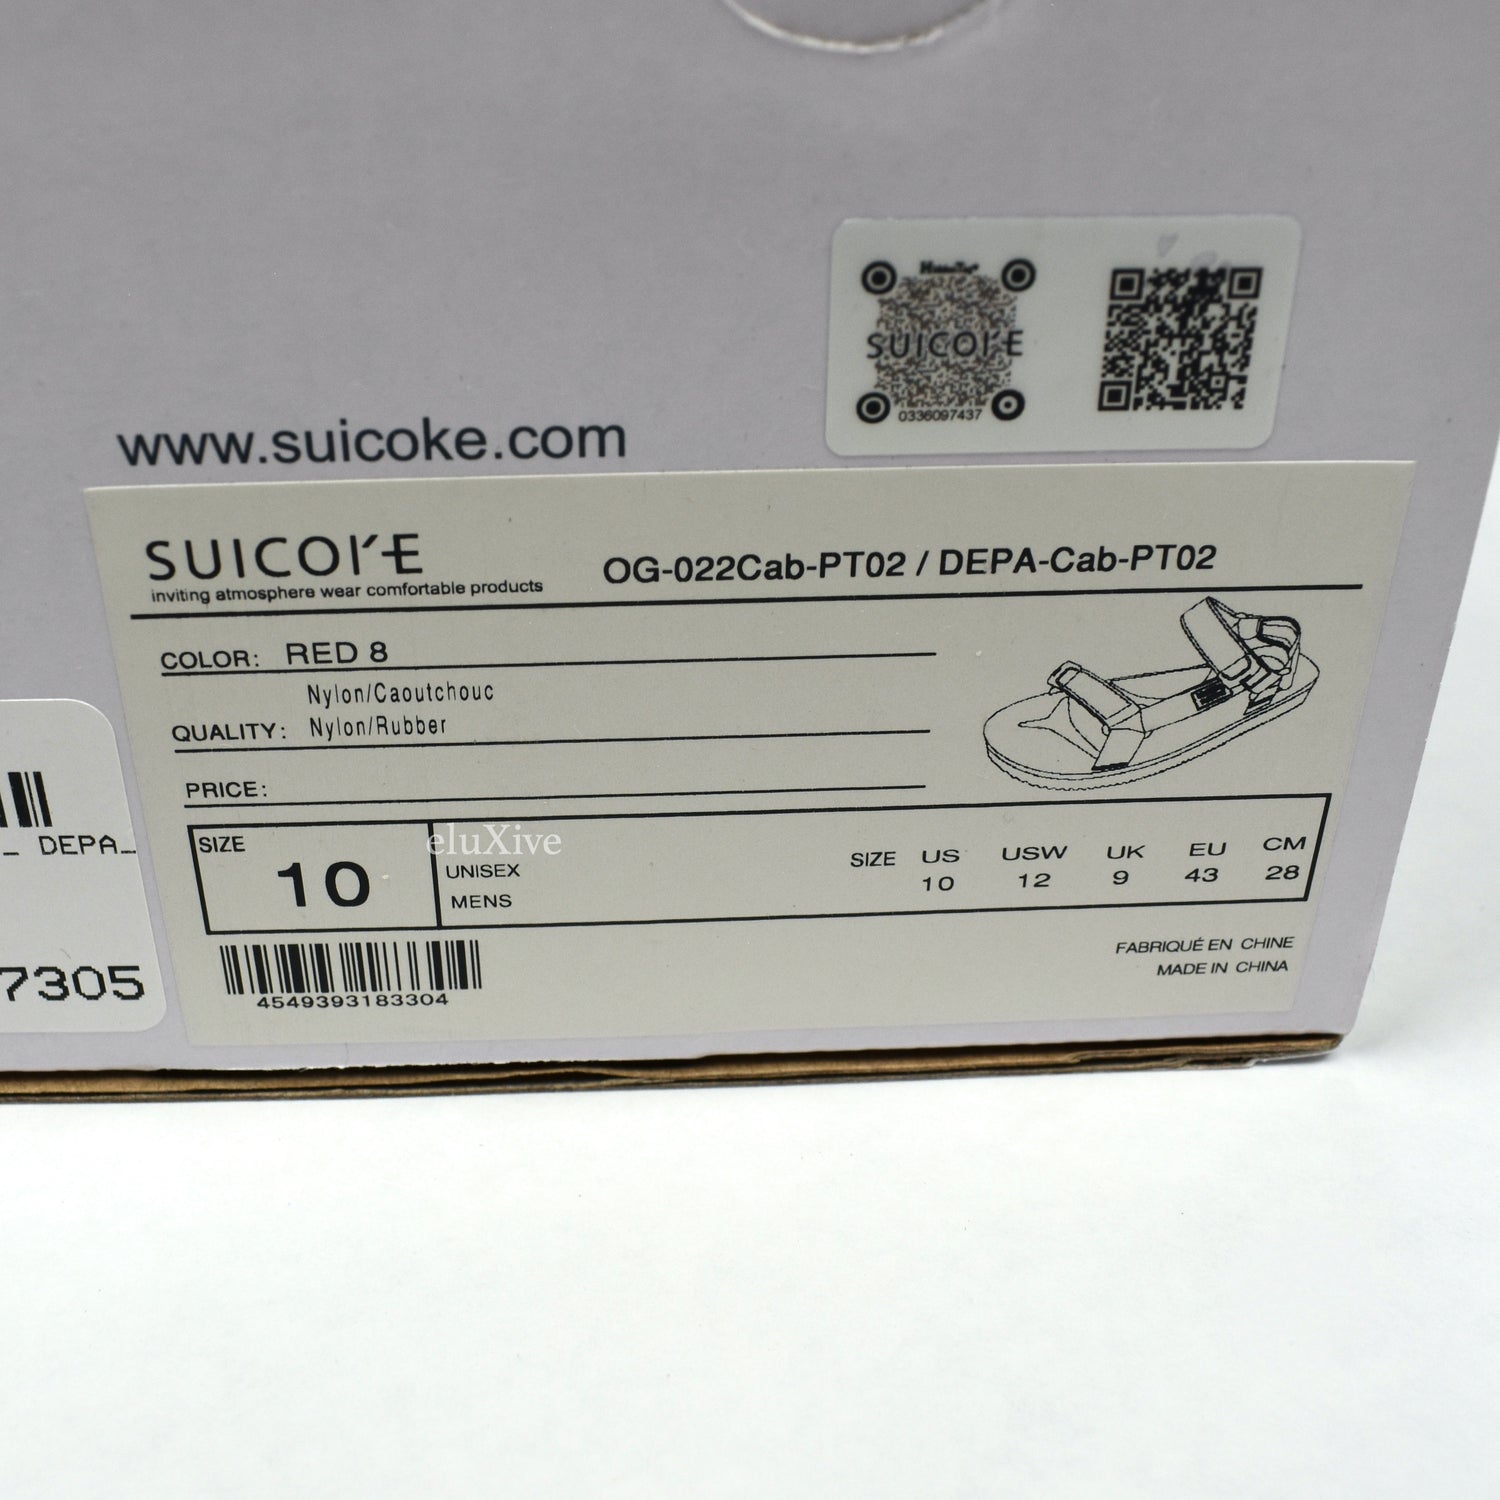 SUICOKE
0336097437
www.suicoke.com
SUICOKE
inviting atmosphere wear comfortable products
OG-022Cab-PT02 / DEPA-Cab-PT02
COLOR: RED 8
Nylon/Caoutchouc
QUALITY: Nylon/Rubber
PRICE:
SIZE
10
eluXive
UNISEX
MENS
SIZE US USW UK EU CM
10 12 9 43 28
4549393183304
FABRIQUÉ EN CHINE
MADE IN CHINA
_ DEPA_
7305